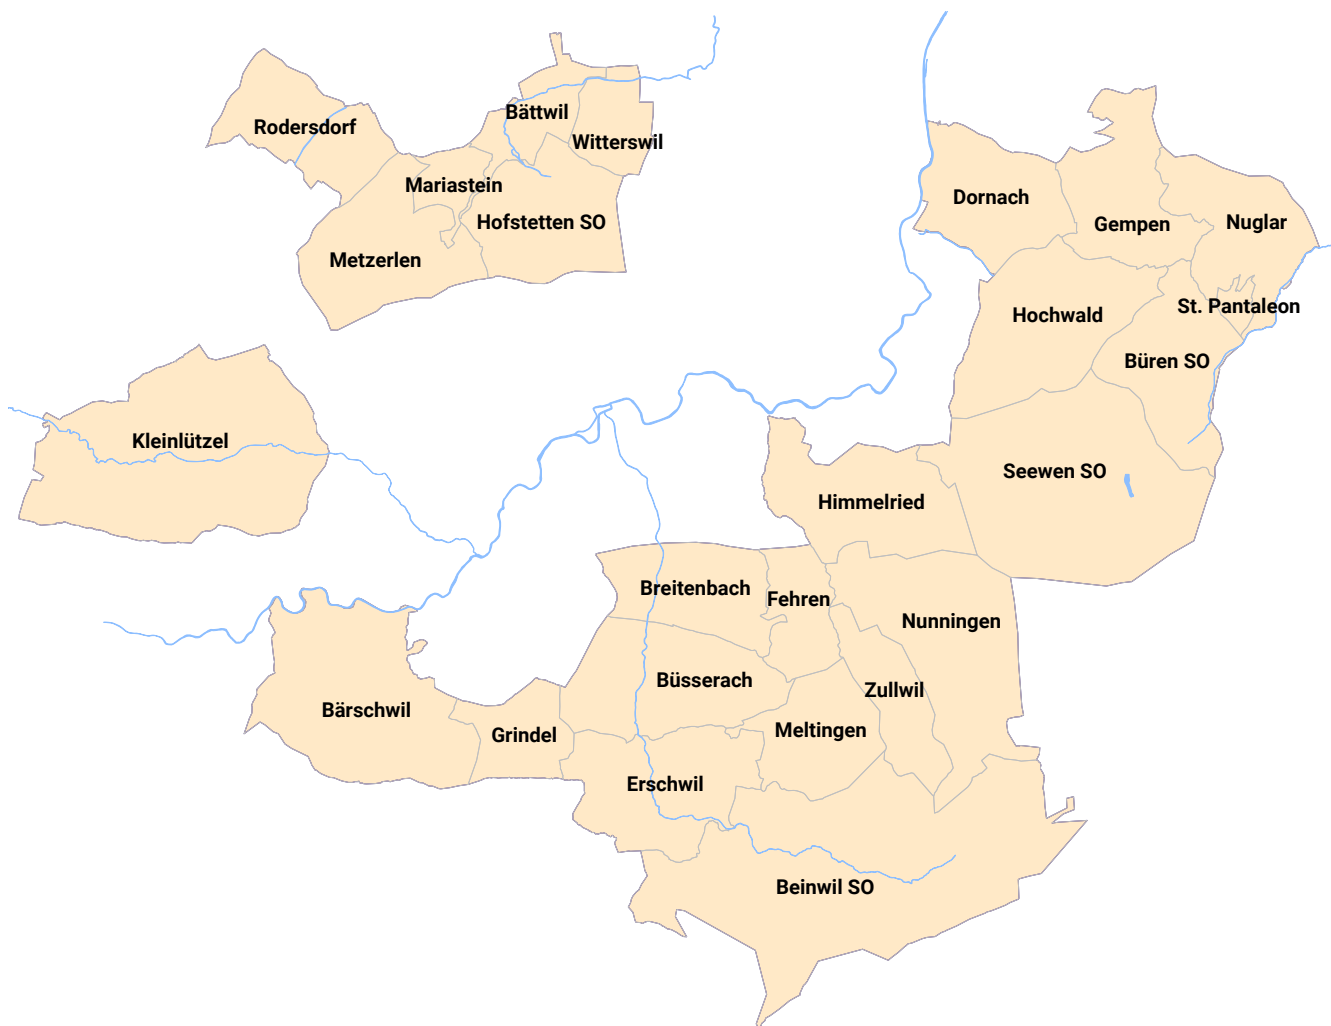 Bättwil
Rodersdorf
Witterswil
Mariastein
Dornach
Hofstetten SO
Gempen
Nuglar
Metzerlen
St. Pantaleon
Hochwald
Büren SO
Kleinlützel
Seewen SO
Himmelried
Breitenbach
Fehren
Nunningen
Büsserach
Zullwil
Bärschwil
Meltingen
Grindel
Erschwil
Beinwil SO